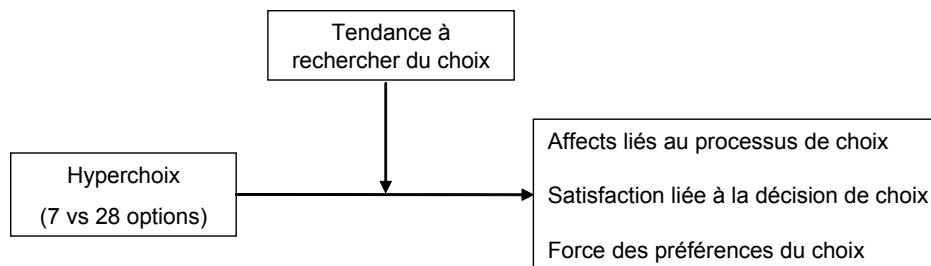 Tendance à
rechercher du choix
Hyperchoix
(7 vs 28 options)
Affects liés au processus de choix
Satisfaction liée à la décision de choix
Force des préférences du choix